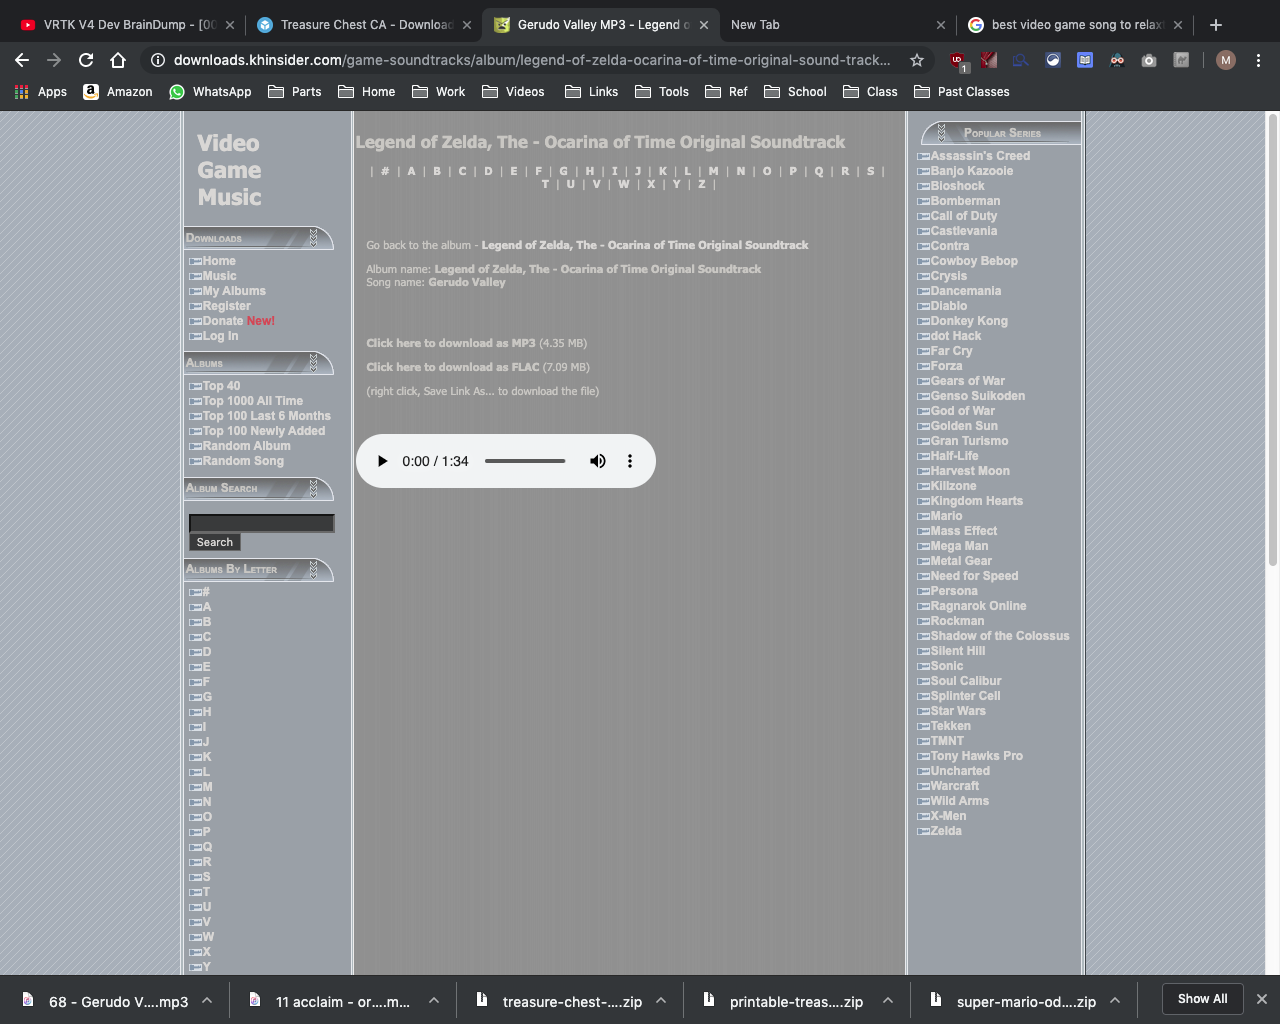 VRTK V4 Dev BrainDump - [00
Treasure Chest CA - Download
Gerudo Valley MP3 - Legend o
New Tab
best video game song to relax
downloads.khinsider.com/game-soundtracks/album/legend-of-zelda-ocarina-of-time-original-sound-track...
UD
1
M
Apps
Amazon
WhatsApp
Parts
Home
Work
Videos
Links
Tools
Ref
School
Class
Past Classes
Video
Game
Music
Downloads
Home
Music
My Albums
Register
Donate New!
Log In
Albums
Top 40
Top 1000 All Time
Top 100 Last 6 Months
Top 100 Newly Added
Random Album
Random Song
Album Search
Search
Albums By Letter
#
A
B
C
D
E
F
G
H
I
J
K
L
M
N
O
P
Q
R
S
T
U
V
W
X
Y
Legend of Zelda, The - Ocarina of Time Original Soundtrack
| # | A | B | C | D | E | F | G | H | I | J | K | L | M | N | O | P | Q | R | S |
T | U | V | W | X | Y | Z |
Go back to the album - Legend of Zelda, The - Ocarina of Time Original Soundtrack
Album name: Legend of Zelda, The - Ocarina of Time Original Soundtrack
Song name: Gerudo Valley
Click here to download as MP3 (4.35 MB)
Click here to download as FLAC (7.09 MB)
(right click, Save Link As... to download the file)
0:00 / 1:34
Popular Series
Assassin's Creed
Banjo Kazooie
Bioshock
Bomberman
Call of Duty
Castlevania
Contra
Cowboy Bebop
Crysis
Dancemania
Diablo
Donkey Kong
dot Hack
Far Cry
Forza
Gears of War
Genso Suikoden
God of War
Golden Sun
Gran Turismo
Half-Life
Harvest Moon
Killzone
Kingdom Hearts
Mario
Mass Effect
Mega Man
Metal Gear
Need for Speed
Persona
Ragnarok Online
Rockman
Shadow of the Colossus
Silent Hill
Sonic
Soul Calibur
Splinter Cell
Star Wars
Tekken
TMNT
Tony Hawks Pro
Uncharted
Warcraft
Wild Arms
X-Men
Zelda
68 - Gerudo V....mp3
11 acclaim - or....m...
treasure-chest-....zip
printable-treas....zip
super-mario-od....zip
Show All